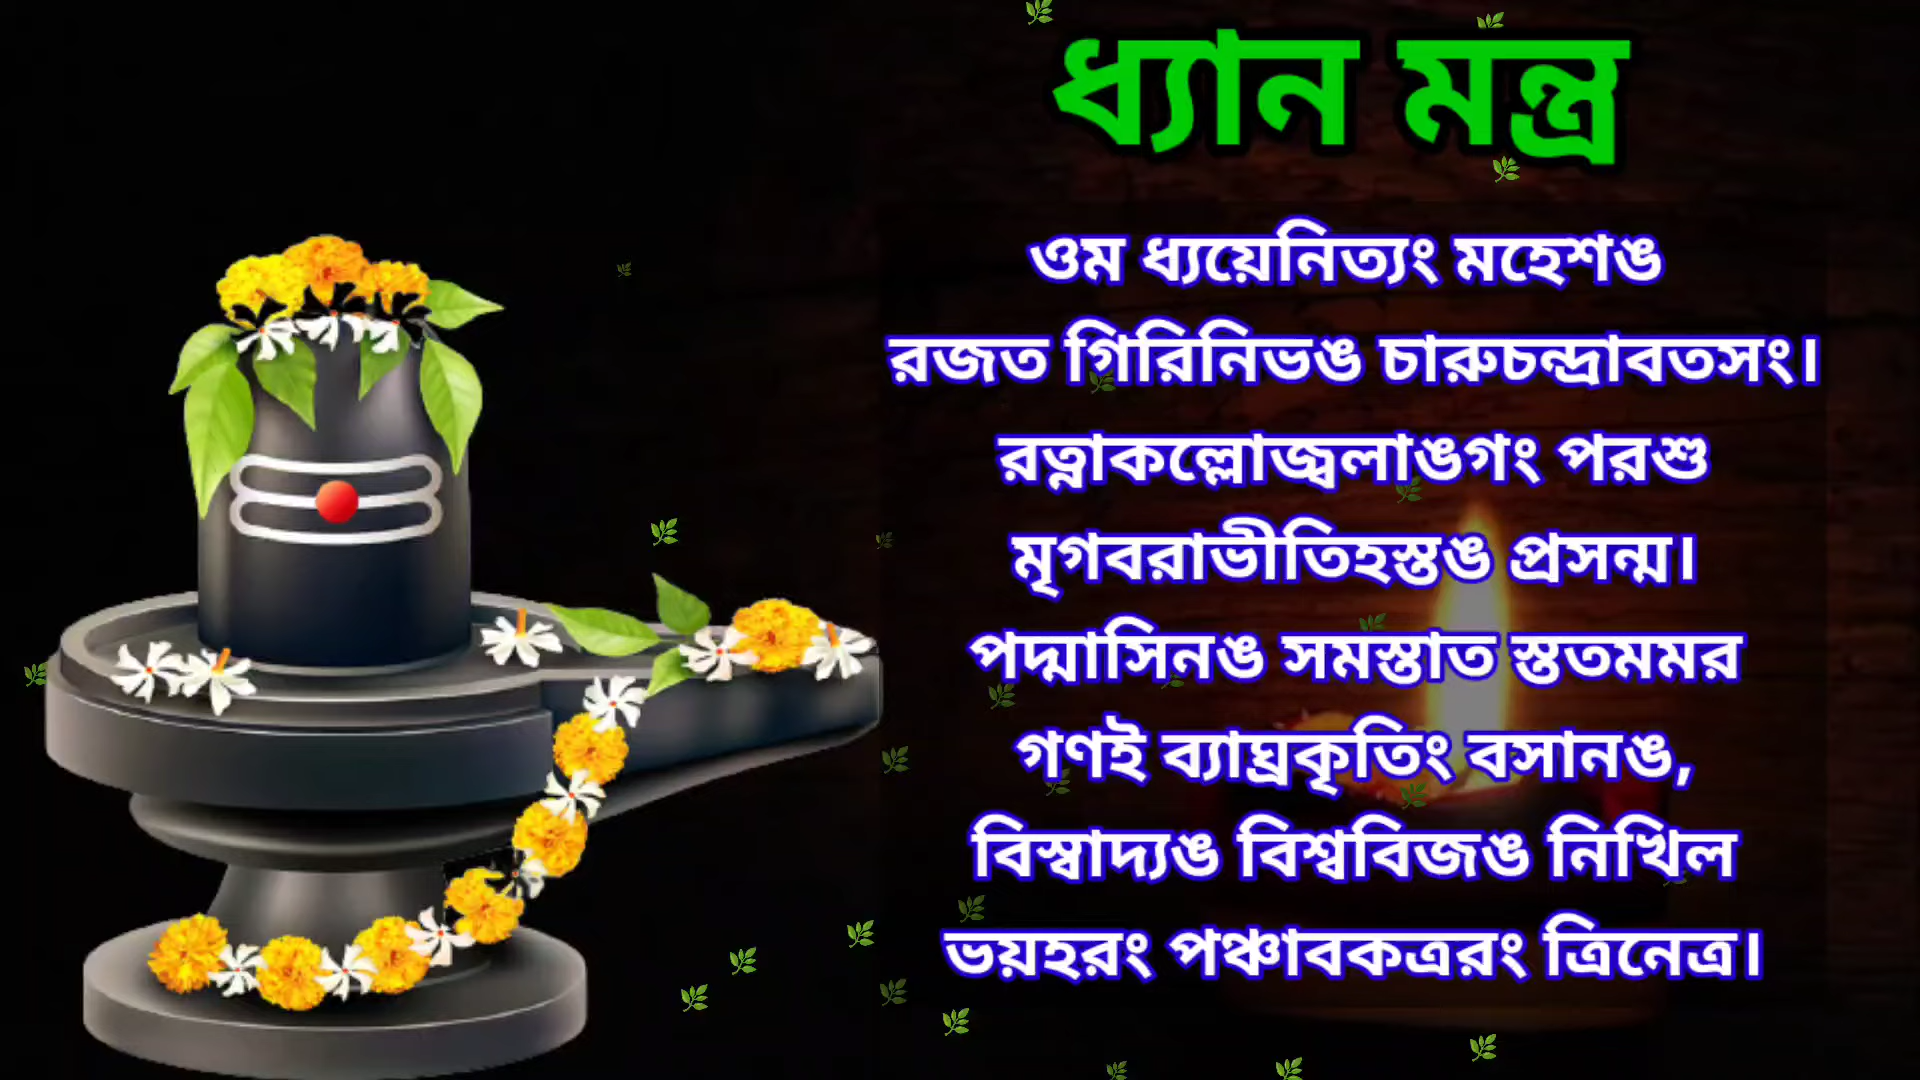 ধ্যান মন্ত্র
ওম ধ্যয়েনিত্যং মহেশঙ
রজত গিরিনিভঙ চারুচন্দ্রাবতসং।
রত্নাকল্লোজ্বলাঙগং পরশু
মৃগবরাভীতিহস্তঙ প্রসন্ম।
পদ্মাসিনঙ সমস্তাত স্ততমমর
গণই ব্যাঘ্রকৃতিং বসানঙ,
বিস্বাদ্যঙ বিশ্ববিজঙ নিখিল
ভয়হরং পঞ্চাবকত্ররং ত্রিনেত্র।